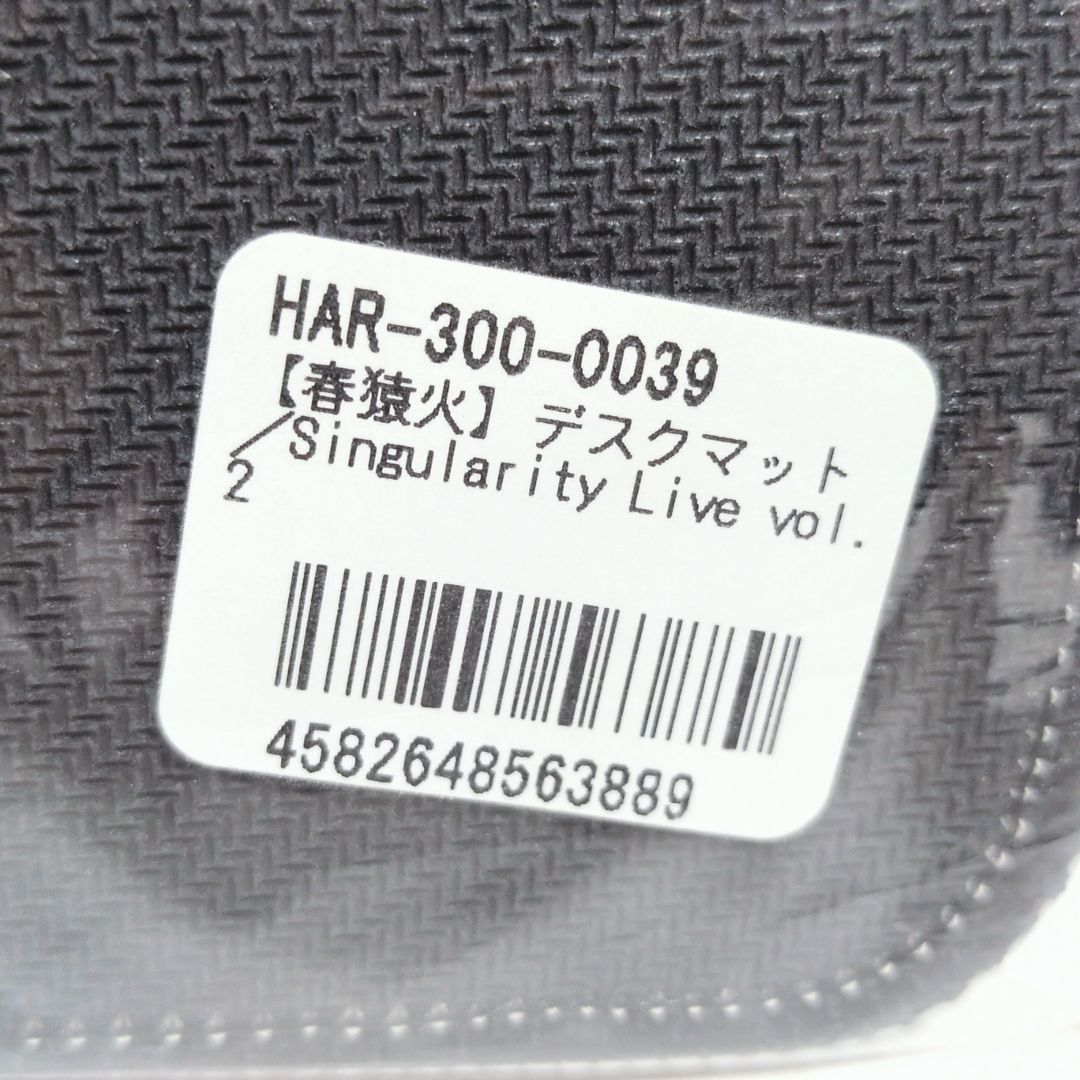 HAR-300-0039
【春猿火】デスクマット
／Singularity Live vol.
2
4582648563889